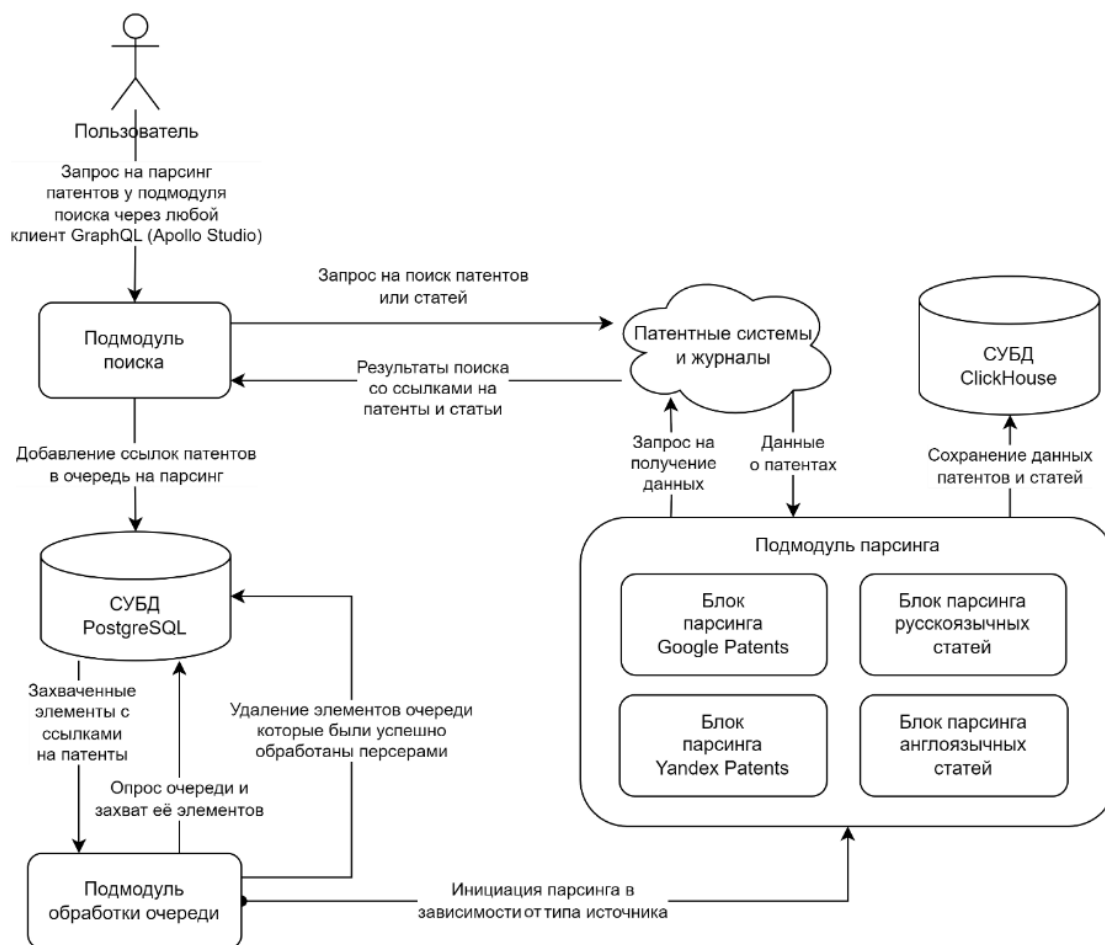 Пользователь
Запрос на парсинг
патентов у подмодуля
поиска через любой
клиент GraphQL (Apollo Studio)
Запрос на поиск патентов
или статей
Подмодуль
поиска
Патентные системы
и журналы
СУБД
ClickHouse
Результаты поиска
со ссылками на
патенты и статьи
Добавление ссылок патентов
в очередь на парсинг
Запрос на
получение
данных
Данные
о патентах
Сохранение данных
патентов и статей
СУБД
PostgreSQL
Подмодуль парсинга
Блок
парсинга
Google Patents
Блок парсинга
русскоязычных
статей
Блок
парсинга
Yandex Patents
Блок парсинга
англоязычных
статей
Захваченные
элементы с
ссылками
на патенты
Удаление элементов очереди
которые были успешно
обработаны персерами
Опрос очереди и
захват её элементов
Подмодуль
обработки очереди
Инициация парсинга в
зависимости от типа источника